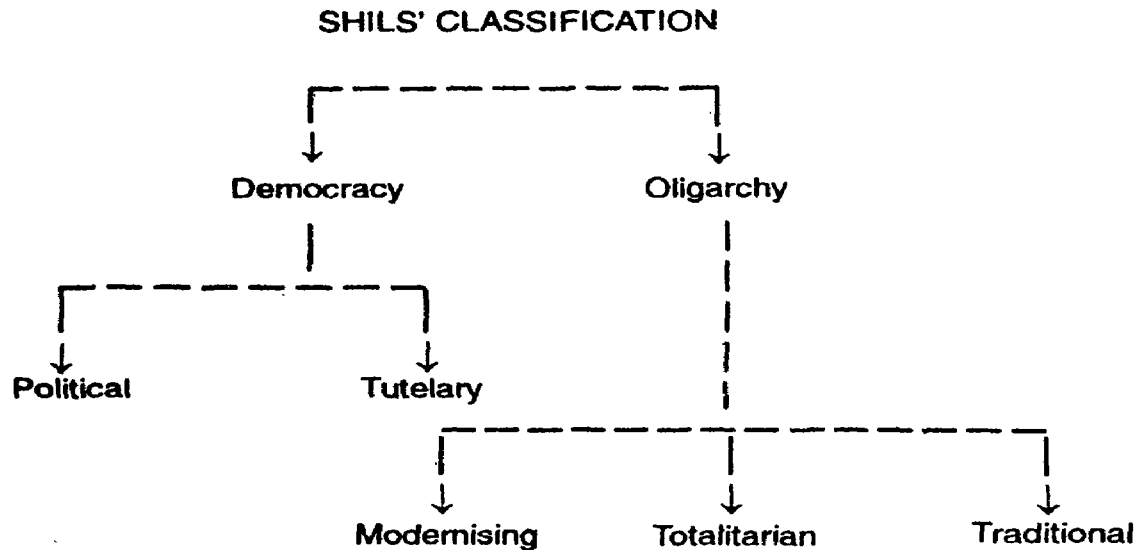 SHILS' CLASSIFICATION
Democracy Oligarchy
Political Tutelary
Modernising Totalitarian Traditional